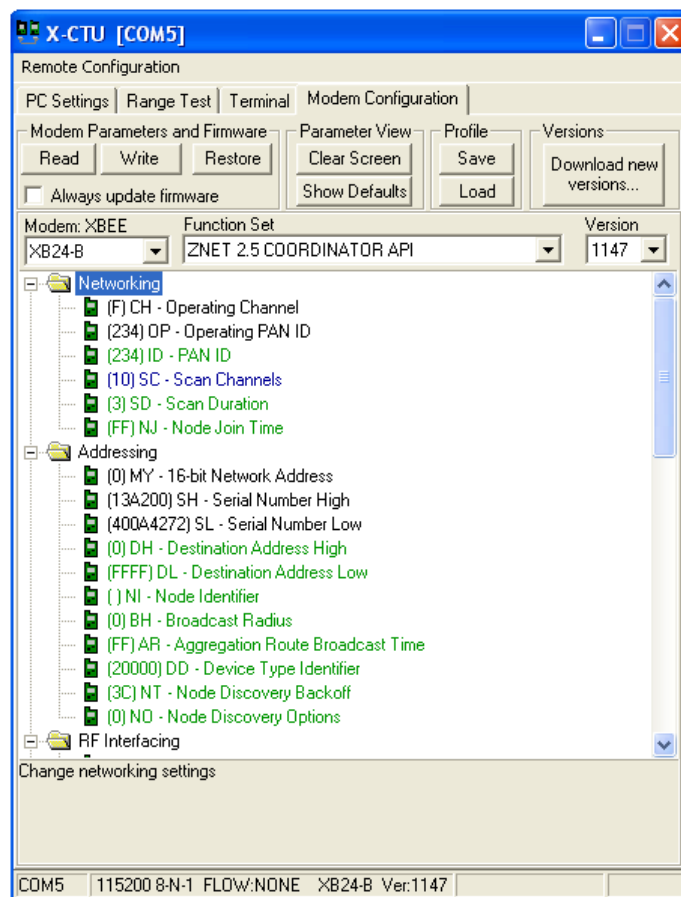 X-CTU [COM5]
Remote Configuration
PC Settings Range Test Terminal Modem Configuration
Modem Parameters and Firmware Parameter View Profile Versions
Read Write Restore Clear Screen Save Download new versions...
Always update firmware Show Defaults Load
Modem: XBEE Function Set Version
XB24-B ZNET 2.5 COORDINATOR API 1147
Networking
(F) CH - Operating Channel
(234) OP - Operating PAN ID
(234) ID - PAN ID
(10) SC - Scan Channels
(3) SD - Scan Duration
(FF) NJ - Node Join Time
Addressing
(0) MY - 16-bit Network Address
(13A200) SH - Serial Number High
(400A4272) SL - Serial Number Low
(0) DH - Destination Address High
(FFFF) DL - Destination Address Low
( ) NI - Node Identifier
(0) BH - Broadcast Radius
(FF) AR - Aggregation Route Broadcast Time
(20000) DD - Device Type Identifier
(3C) NT - Node Discovery Backoff
(0) NO - Node Discovery Options
RF Interfacing
Change networking settings
COM5 115200 8-N-1 FLOW:NONE XB24-B Ver:1147